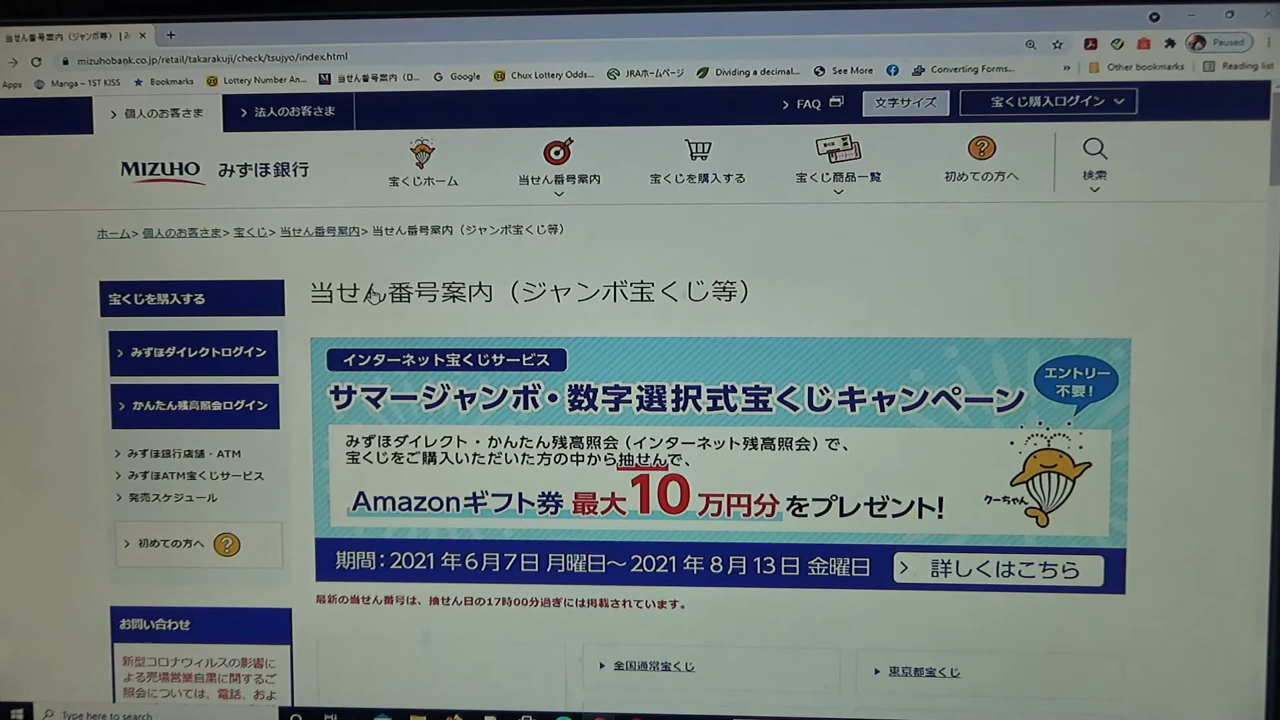 当せん番号案内（ジャンボ等）| み
mizuhobank.co.jp/retail/takarakuji/check/tsujyo/index.html
Paused
Apps
Manga – 1ST KISS
Bookmarks
Lottery Number An...
当せん番号案内（ロ...
Google
Chux Lottery Odds...
JRAホームページ
Dividing a decimal...
See More
Converting Forms...
»
Other bookmarks
Reading list
個人のお客さま
法人のお客さま
FAQ
文字サイズ
宝くじ購入ログイン
MIZUHO みずほ銀行
宝くじホーム
当せん番号案内
宝くじを購入する
宝くじ商品一覧
初めての方へ
検索
ホーム> 個人のお客さま> 宝くじ> 当せん番号案内> 当せん番号案内（ジャンボ宝くじ等）
宝くじを購入する
みずほダイレクトログイン
かんたん残高照会ログイン
みずほ銀行店舗・ATM
みずほATM宝くじサービス
発売スケジュール
初めての方へ
お問い合わせ
新型コロナウィルスの影響に
よる売場営業自粛に関するご
照会については、電話、およ
当せん番号案内（ジャンボ宝くじ等）
インターネット宝くじサービス
サマージャンボ・数字選択式宝くじキャンペーン
エントリー
不要！
みずほダイレクト・かんたん残高照会（インターネット残高照会）で、
宝くじをご購入いただいた方の中から抽せんで、
Amazonギフト券 最大10万円分をプレゼント！
クーちゃん
期間：2021年6月7日 月曜日～2021年8月13日 金曜日
詳しくはこちら
最新の当せん番号は、抽せん日の17時00分過ぎには掲載されています。
全国通常宝くじ
東京都宝くじ
Type here to search